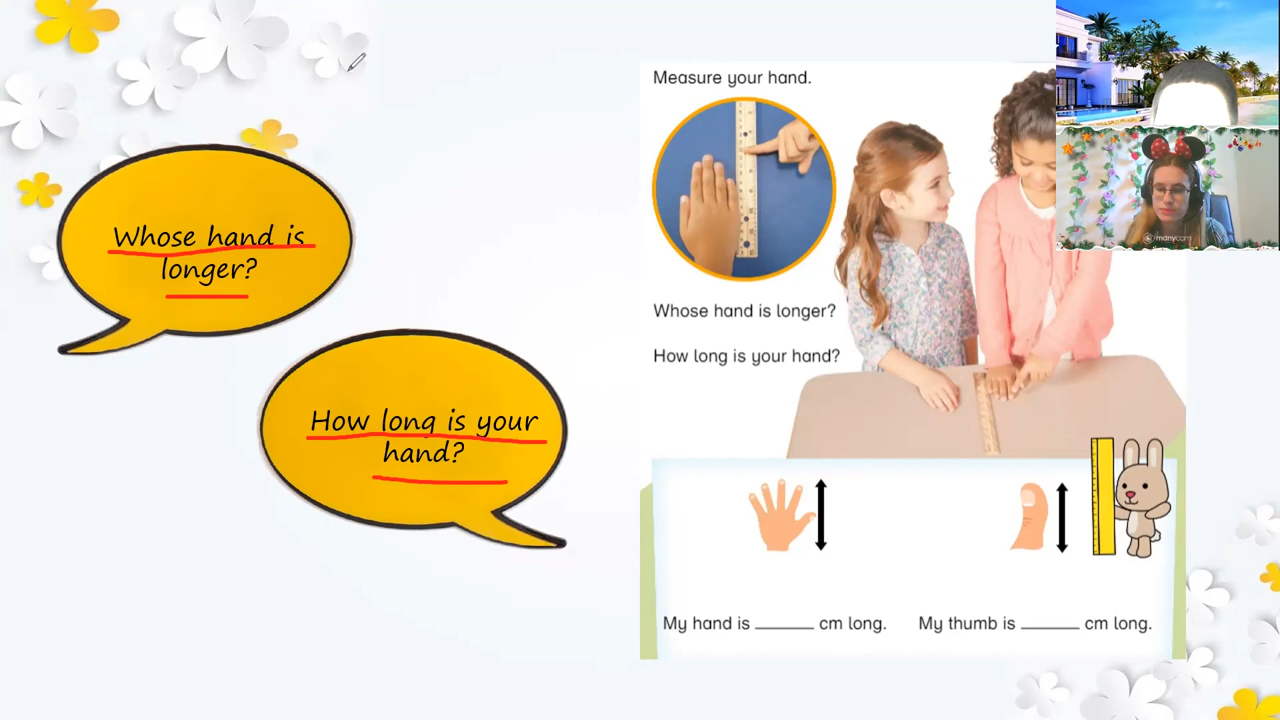 Whose hand is
longer?
How long is your
hand?
Measure your hand.
Whose hand is longer?
How long is your hand?
My hand is ______ cm long.
My thumb is ______ cm long.
manycam